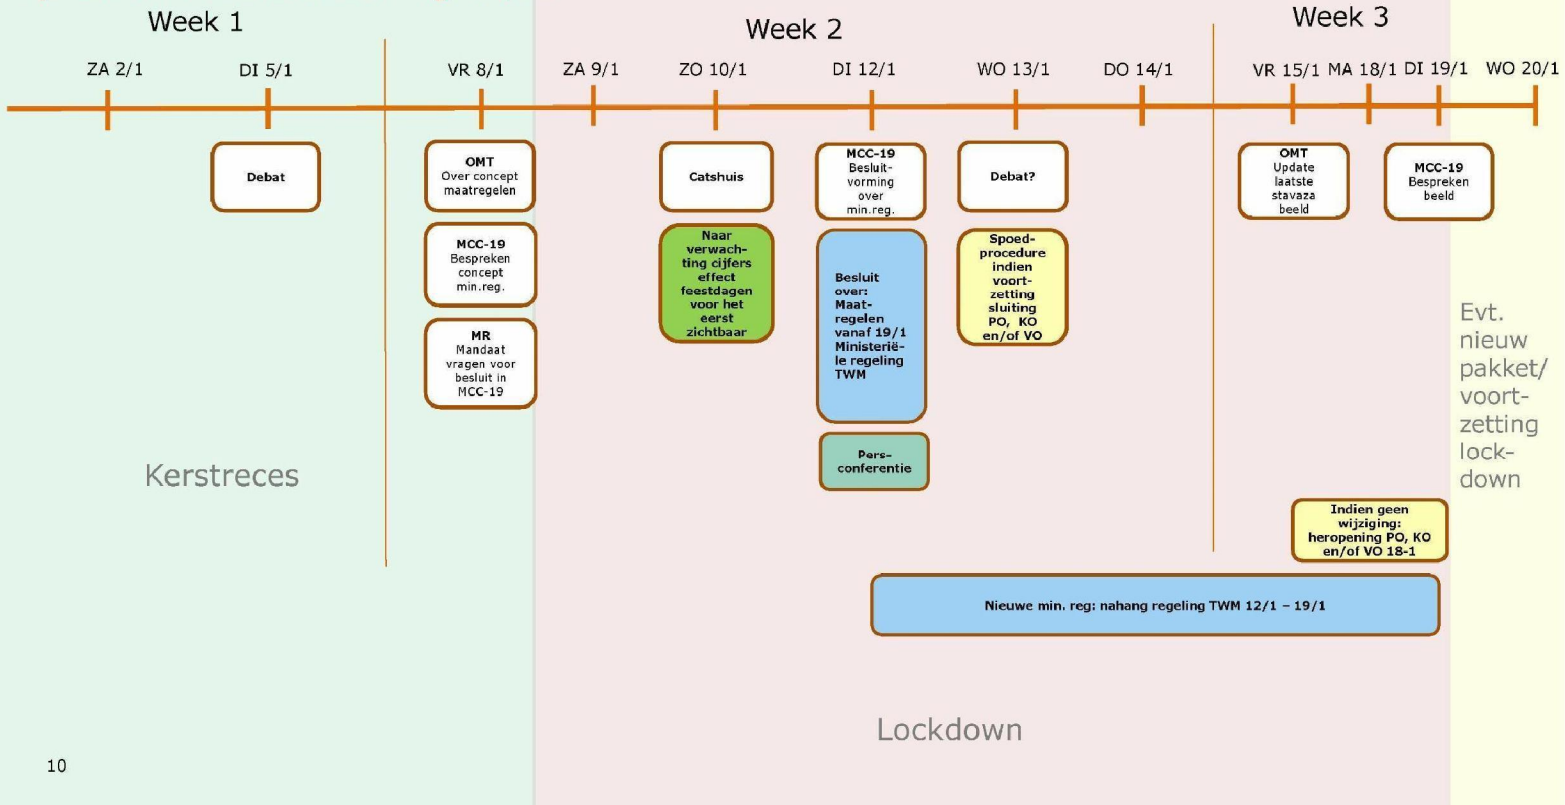 Week 1
Week 2
Week 3
ZA 2/1
DI 5/1
VR 8/1
ZA 9/1
ZO 10/1
DI 12/1
WO 13/1
DO 14/1
VR 15/1
MA 18/1
DI 19/1
WO 20/1
Debat
OMT
Over concept
maatregelen
MCC-19
Bespreken
concept
min.reg.
MR
Mandaat
vragen voor
besluit in
MCC-19
Catshuis
Naar
verwach-
ting cijfers
effect
feestdagen
voor het
eerst
zichtbaar
MCC-19
Besluit-
vorming
over
min.reg.
Besluit
over:
Maat-
regelen
vanaf 19/1
Ministerië-
le regeling
TWM
Pers-
conferentie
Debat?
Spoed-
procedure
indien
voort-
zetting
sluiting
PO, KO
en/of VO
OMT
Update
laatste
stavaza
beeld
MCC-19
Bespreken
beeld
Evt.
nieuw
pakket/
voort-
zetting
lock-
down
Kerstreces
Indien geen
wijziging:
heropening PO, KO
en/of VO 18-1
Nieuwe min. reg: nahang regeling TWM 12/1 – 19/1
Lockdown
10